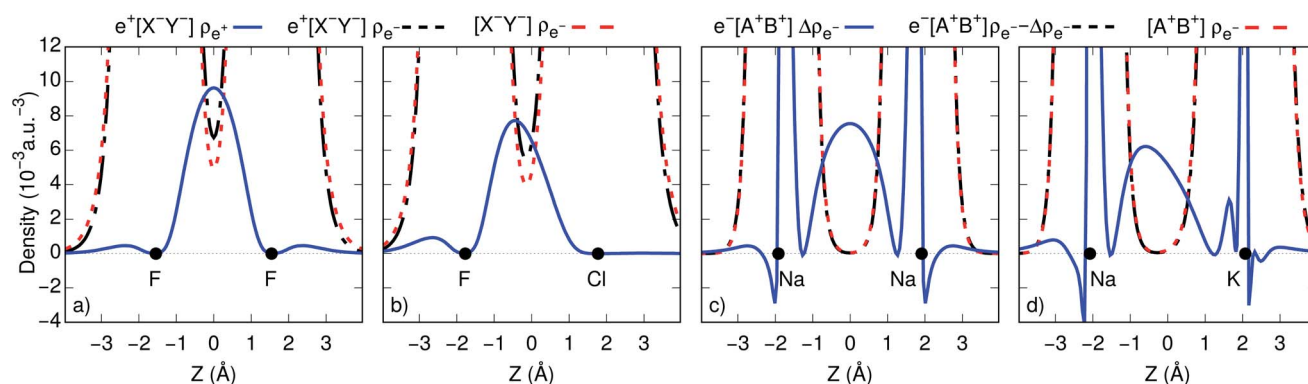 e⁺[X⁻Y⁻] ρₑ⁺ e⁺[X⁻Y⁻] ρₑ⁻ [X⁻Y⁻] ρₑ⁻ e⁻[A⁺B⁺] Δρₑ⁻ e⁻[A⁺B⁺]ρₑ⁻−Δρₑ⁻ [A⁺B⁺] ρₑ⁻
Density (10⁻³a.u.⁻³)
12
10
8
6
4
2
0
−2
−4
F F F Cl Na Na Na K
a) b) c) d)
−3 −2 −1 0 1 2 3 −3 −2 −1 0 1 2 3 −3 −2 −1 0 1 2 3 −3 −2 −1 0 1 2 3
Z (Å) Z (Å) Z (Å) Z (Å)